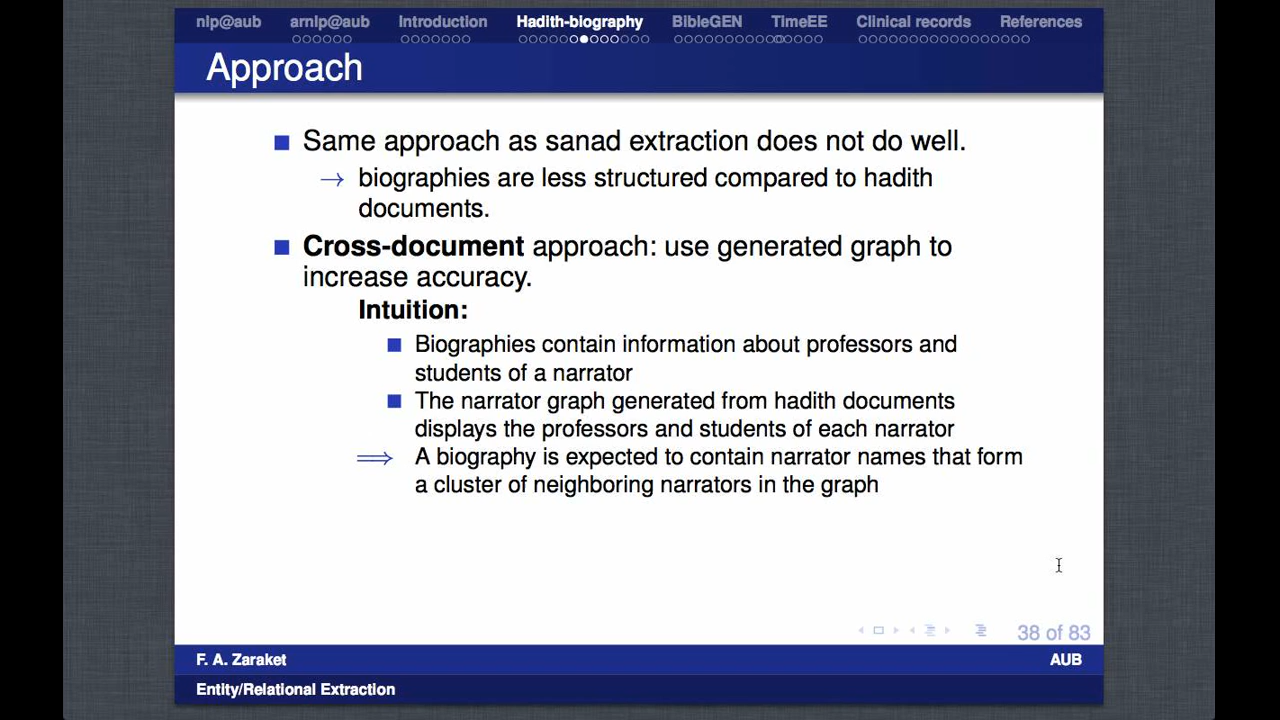 nlp@aub arnlp@aub Introduction Hadith-biography BibleGEN TimeEE Clinical records References
Approach
Same approach as sanad extraction does not do well.
→ biographies are less structured compared to hadith
documents.
Cross-document approach: use generated graph to
increase accuracy.
Intuition:
Biographies contain information about professors and
students of a narrator
The narrator graph generated from hadith documents
displays the professors and students of each narrator
⟹ A biography is expected to contain narrator names that form
a cluster of neighboring narrators in the graph
38 of 83
F. A. Zaraket AUB
Entity/Relational Extraction